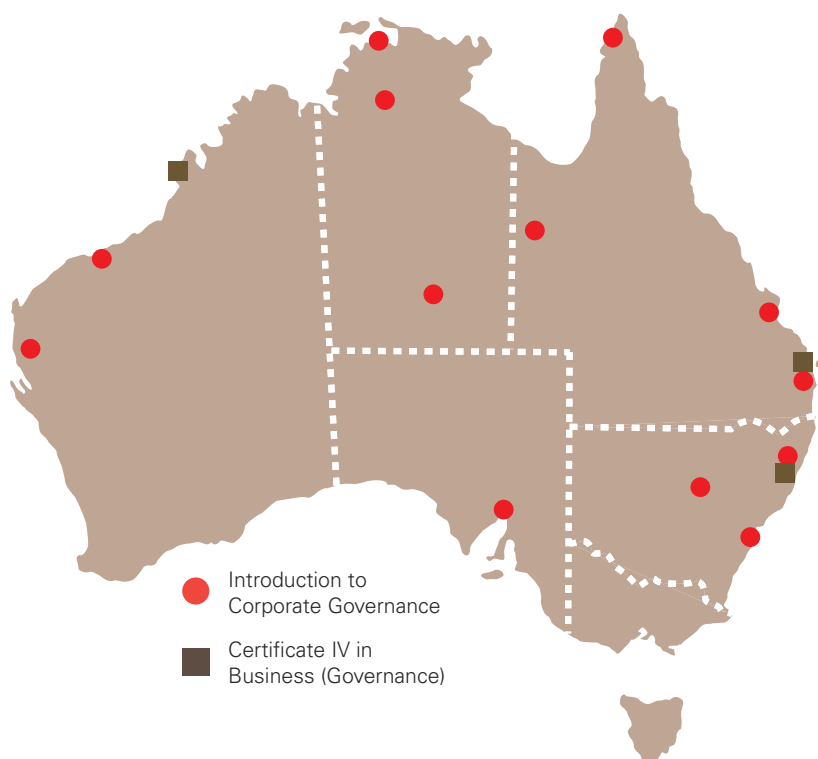 Introduction to
Corporate Governance
Certificate IV in
Business (Governance)